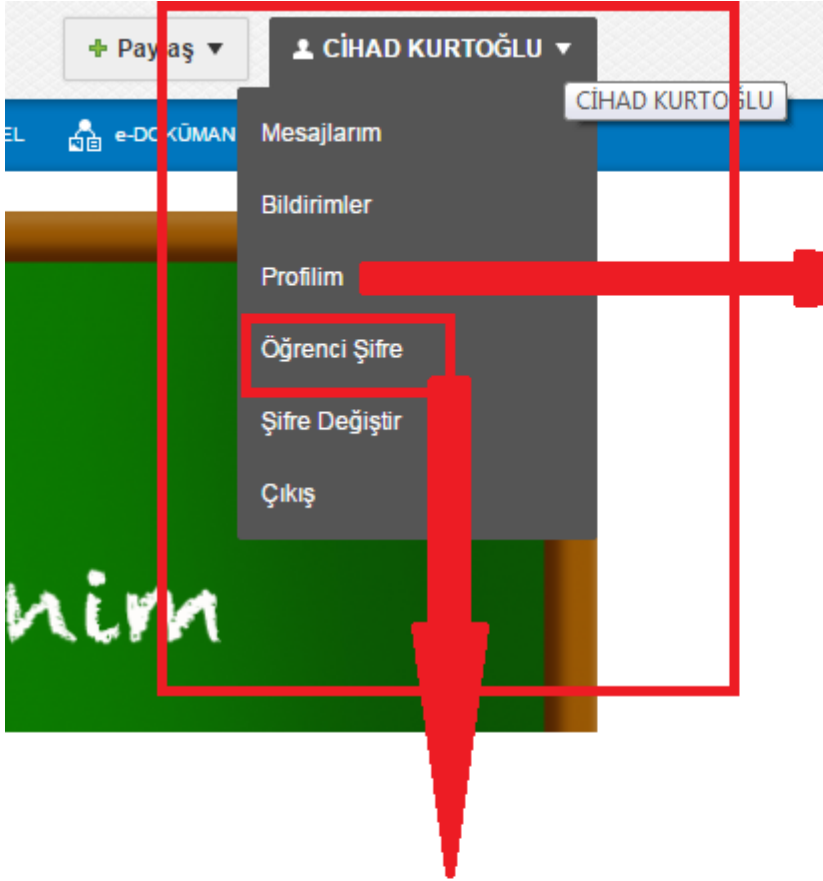 Paylaş
CİHAD KURTOĞLU
CİHAD KURTOĞLU
EL
e-DOKÜMAN
Mesajlarım
Bildirimler
Profilim
Öğrenci Şifre
Şifre Değiştir
Çıkış
nim